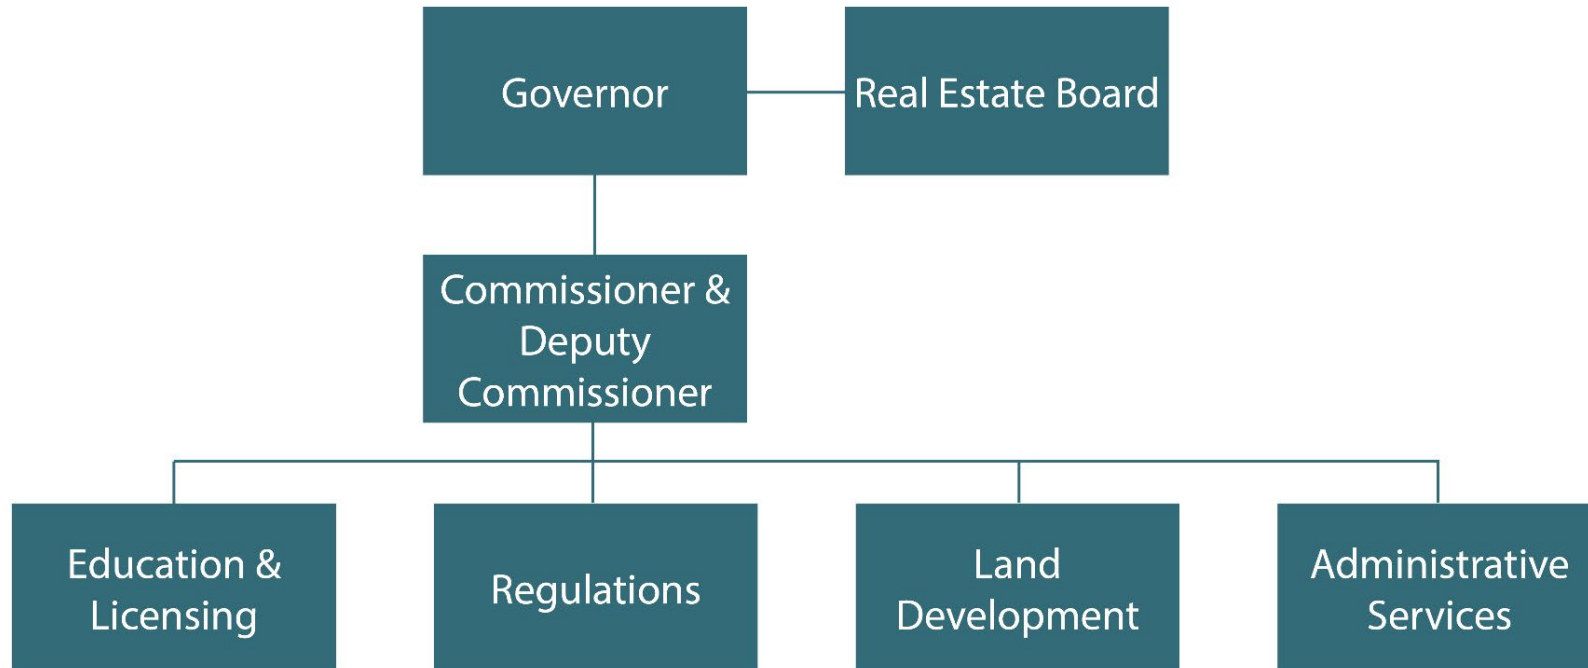 Governor
Real Estate Board
Commissioner &
Deputy
Commissioner
Education &
Licensing
Regulations
Land
Development
Administrative
Services